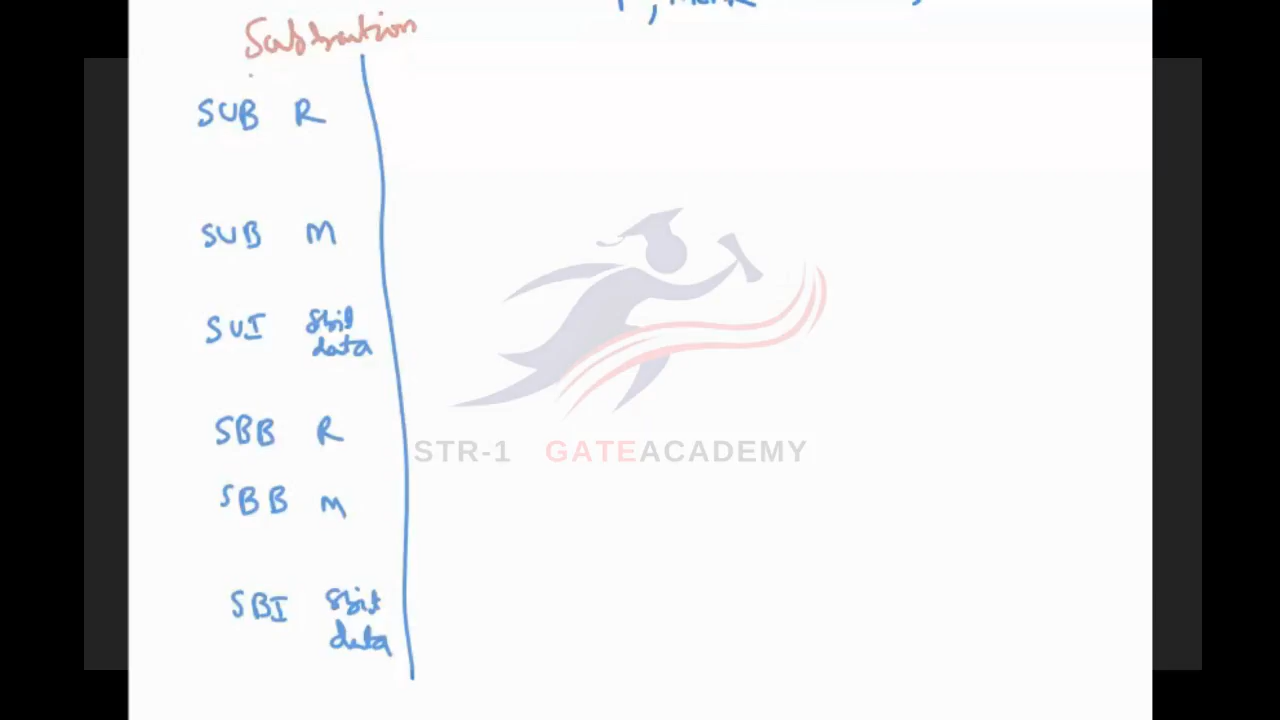 Subtraction
SUB R
SUB M
SUI 8bit
data
SBB R
SBB M
SBI 8bit
data
STR-1 GATEACADEMY